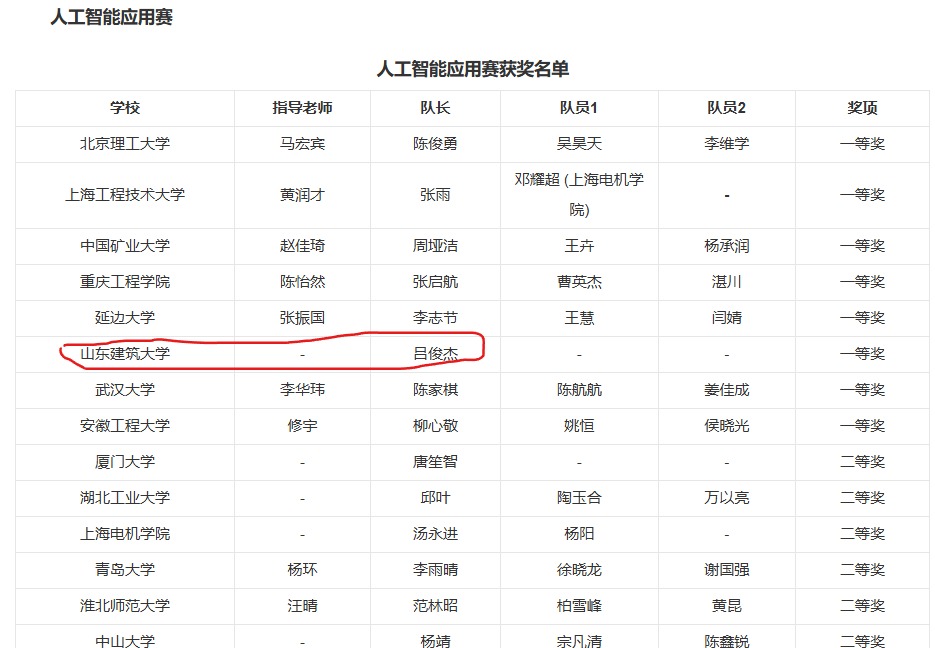 人工智能应用赛
人工智能应用赛获奖名单
学校 指导老师 队长 队员1 队员2 奖项
北京理工大学 马宏宾 陈俊勇 吴昊天 李维学 一等奖
上海工程技术大学 黄润才 张雨 邓耀超 (上海电机学院) - 一等奖
中国矿业大学 赵佳琦 周垭洁 王卉 杨承润 一等奖
重庆工程学院 陈怡然 张启航 曹英杰 湛川 一等奖
延边大学 张振国 李志节 王慧 闫婧 一等奖
山东建筑大学 - 吕俊杰 - - 一等奖
武汉大学 李华玮 陈家棋 陈航航 姜佳成 一等奖
安徽工程大学 修宇 柳心敬 姚恒 侯晓光 一等奖
厦门大学 - 唐笙智 - - 二等奖
湖北工业大学 - 邱叶 陶玉合 万以亮 二等奖
上海电机学院 - 汤永进 杨阳 - 二等奖
青岛大学 杨环 李雨晴 徐晓龙 谢国强 二等奖
淮北师范大学 汪晴 范林昭 柏雪峰 黄昆 二等奖
中山大学 - 杨靖 宗凡清 陈鑫锐 二等奖